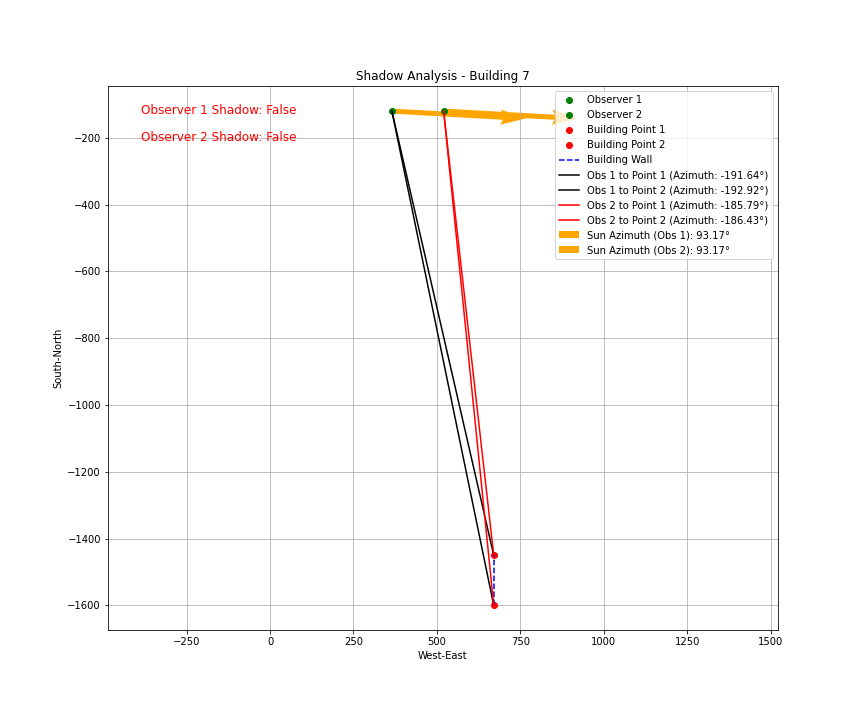 Shadow Analysis - Building 7
Observer 1 Shadow: False
Observer 2 Shadow: False
Observer 1
Observer 2
Building Point 1
Building Point 2
Building Wall
Obs 1 to Point 1 (Azimuth: -191.64°)
Obs 1 to Point 2 (Azimuth: -192.92°)
Obs 2 to Point 1 (Azimuth: -185.79°)
Obs 2 to Point 2 (Azimuth: -186.43°)
Sun Azimuth (Obs 1): 93.17°
Sun Azimuth (Obs 2): 93.17°
South-North
−200
−400
−600
−800
−1000
−1200
−1400
−1600
−250
0
250
500
750
1000
1250
1500
West-East